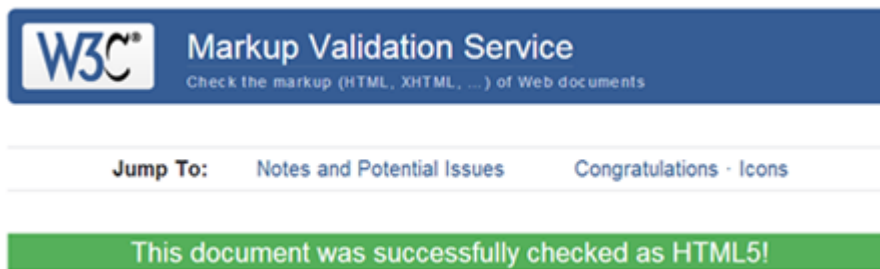 W3C®
Markup Validation Service
Check the markup (HTML, XHTML, ...) of Web documents
Jump To: Notes and Potential Issues Congratulations · Icons
This document was successfully checked as HTML5!